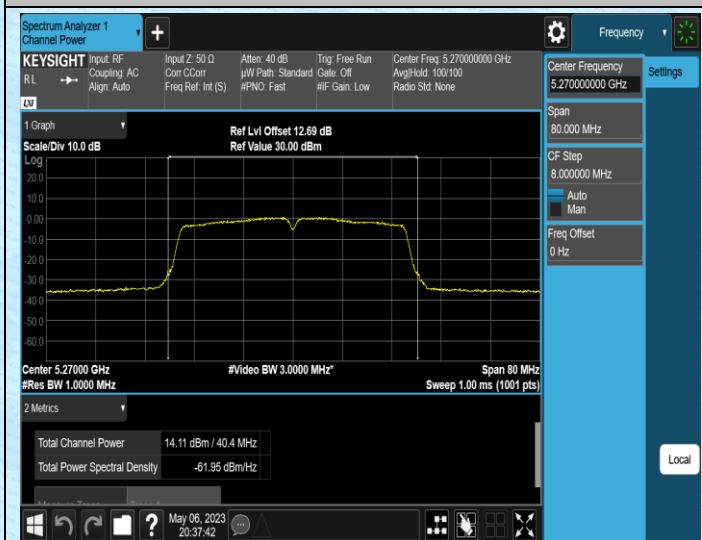 Spectrum Analyzer 1
Channel Power
Frequency
KEYSIGHT
R L
LXI
Input: RF
Coupling: AC
Align: Auto
Input Z: 50 Ω
Corr CCorr
Freq Ref: Int (S)
Atten: 40 dB
µW Path: Standard
#PNO: Fast
Trig: Free Run
Gate: Off
#IF Gain: Low
Center Freq: 5.270000000 GHz
Avg|Hold: 100/100
Radio Std: None
Center Frequency
5.270000000 GHz
Settings
Span
80.000 MHz
CF Step
8.000000 MHz
Auto
Man
Freq Offset
0 Hz
1 Graph
Scale/Div 10.0 dB
Ref Lvl Offset 12.69 dB
Ref Value 30.00 dBm
Log
20.0
10.0
0.00
-10.0
-20.0
-30.0
-40.0
-50.0
-60.0
Center 5.27000 GHz
#Res BW 1.0000 MHz
#Video BW 3.0000 MHz*
Span 80 MHz
Sweep 1.00 ms (1001 pts)
2 Metrics
Total Channel Power 14.11 dBm / 40.4 MHz
Total Power Spectral Density -61.95 dBm/Hz
Local
?
May 06, 2023
20:37:42